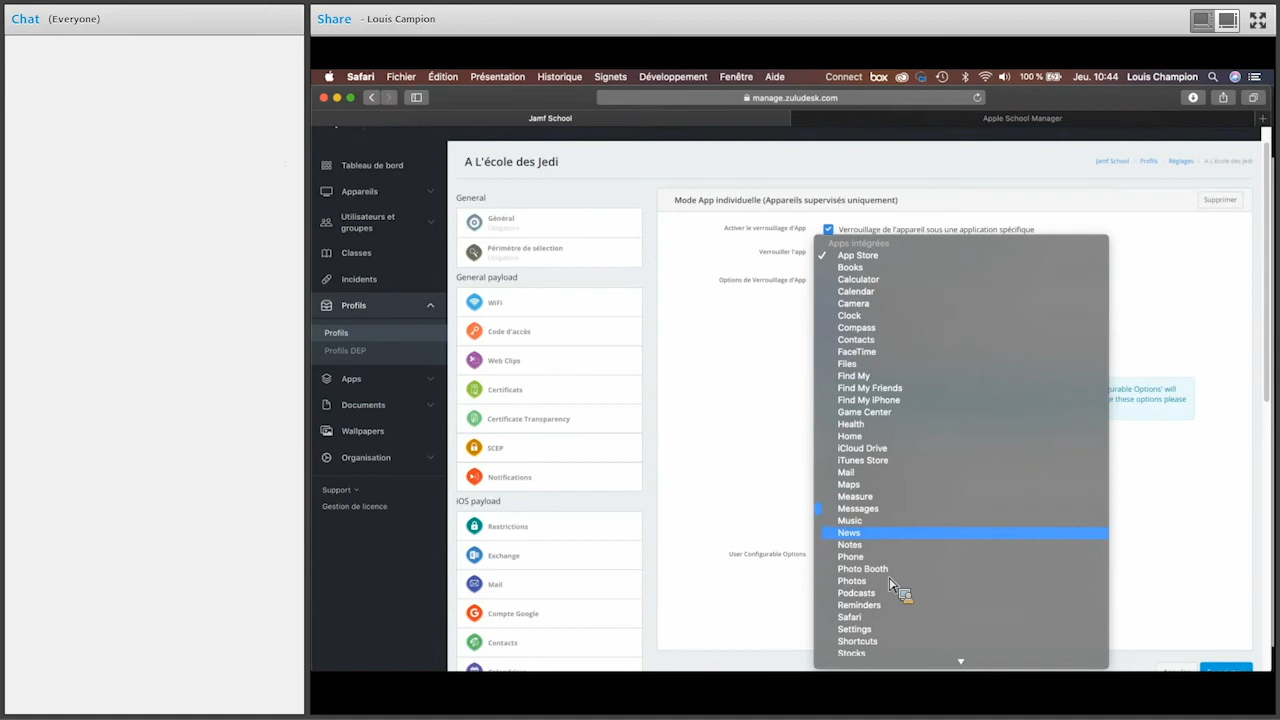 Chat (Everyone)
Share - Louis Campion
Safari Fichier Édition Présentation Historique Signets Développement Fenêtre Aide Connect box 100 % Jeu. 10:44 Louis Champion
manage.zuludesk.com
Jamf School
Apple School Manager
Tableau de bord
Appareils
Utilisateurs et
groupes
Classes
Incidents
Profils
Profils
Profils DEP
Apps
Documents
Wallpapers
Organisation
Support
Gestion de licence
A L'école des Jedi
Jamf School Profils Réglages A L'école des Jedi
General
Général
Obligatoire
Périmètre de sélection
Obligatoire
General payload
WiFi
Code d'accès
Web Clips
Certificats
Certificate Transparency
SCEP
Notifications
iOS payload
Restrictions
Exchange
Mail
Compte Google
Contacts
Mode App individuelle (Appareils supervisés uniquement)
Supprimer
Activer le verrouillage d'App
Verrouillage de l'appareil sous une application spécifique
Verrouiller l'app
Options de Verrouillage d'App
User Configurable Options
Apps intégrées
App Store
Books
Calculator
Calendar
Camera
Clock
Compass
Contacts
FaceTime
Files
Find My
Find My Friends
Find My iPhone
Game Center
Health
Home
iCloud Drive
iTunes Store
Mail
Maps
Measure
Messages
Music
News
Notes
Phone
Photo Booth
Photos
Podcasts
Reminders
Safari
Settings
Shortcuts
Stocks
Options' will
these options please